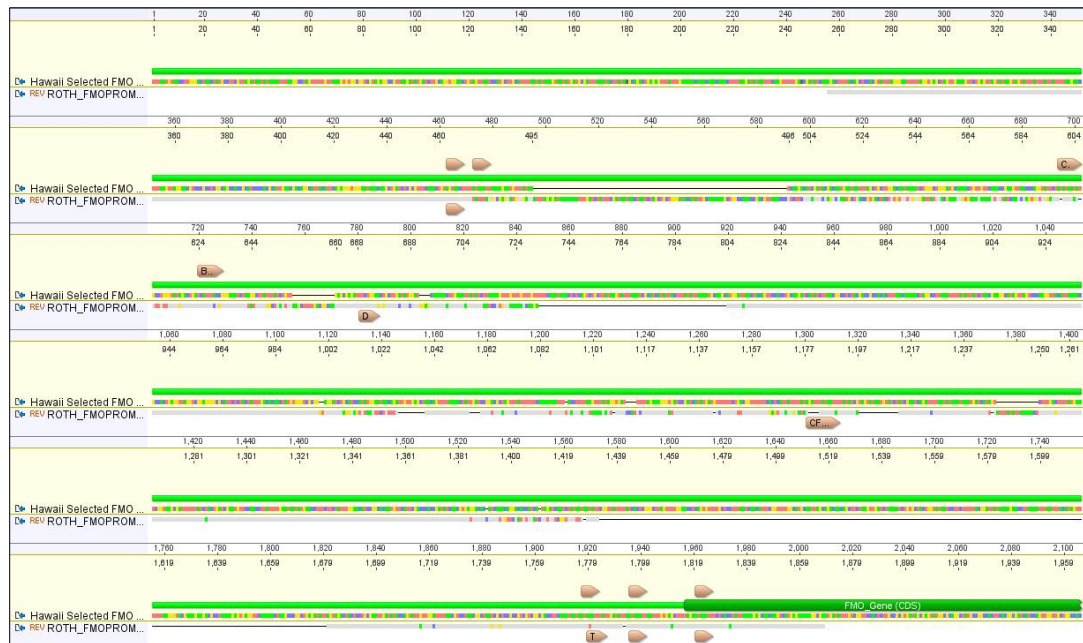 1 20 40 60 80 100 120 140 160 180 200 220 240 260 280 300 320 340
1 20 40 60 80 100 120 140 160 180 200 220 240 260 280 300 320 340
Hawaii Selected FMO ...
REV ROTH_FMOPROM...
360 380 400 420 440 460 480 500 520 540 560 580 600 620 640 660 680 700
360 380 400 420 440 460 480 495 496 504 524 544 564 584 604
C.
Hawaii Selected FMO ...
REV ROTH_FMOPROM...
720 740 760 780 800 820 840 860 880 900 920 940 960 980 1,000 1,020 1,040
624 644 660 668 688 704 724 744 764 784 804 824 844 864 884 904 924
B...
Hawaii Selected FMO ...
REV ROTH_FMOPROM...
D
1,060 1,080 1,100 1,120 1,140 1,160 1,180 1,200 1,220 1,240 1,260 1,280 1,300 1,320 1,340 1,360 1,380 1,400
944 964 984 1,002 1,022 1,042 1,062 1,082 1,101 1,117 1,137 1,157 1,177 1,197 1,217 1,237 1,250 1,261
Hawaii Selected FMO ...
REV ROTH_FMOPROM...
CF...
1,420 1,440 1,460 1,480 1,500 1,520 1,540 1,560 1,580 1,600 1,620 1,640 1,660 1,680 1,700 1,720 1,740
1,281 1,301 1,321 1,341 1,361 1,381 1,400 1,419 1,439 1,459 1,479 1,499 1,519 1,539 1,559 1,579 1,599
Hawaii Selected FMO ...
REV ROTH_FMOPROM...
1,760 1,780 1,800 1,820 1,840 1,860 1,880 1,900 1,920 1,940 1,960 1,980 2,000 2,020 2,040 2,060 2,080 2,100
1,619 1,639 1,659 1,679 1,699 1,719 1,739 1,759 1,779 1,799 1,819 1,839 1,859 1,879 1,899 1,919 1,939 1,959
Hawaii Selected FMO ...
FMO_Gene (CDS)
REV ROTH_FMOPROM...
T